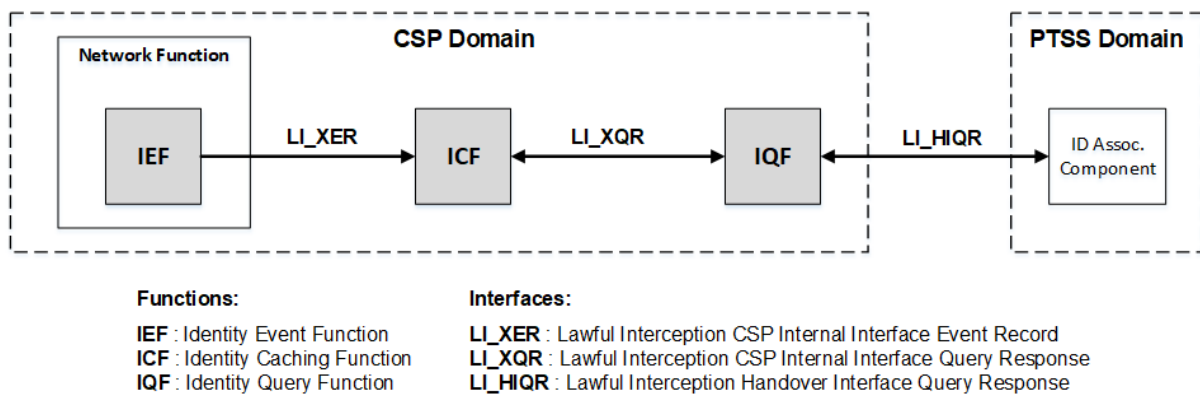 CSP Domain
PTSS Domain
Network Function
IEF
LI_XER
ICF
LI_XQR
IQF
LI_HIQR
ID Assoc.
Component
Functions:
IEF : Identity Event Function
ICF : Identity Caching Function
IQF : Identity Query Function
Interfaces:
LI_XER : Lawful Interception CSP Internal Interface Event Record
LI_XQR : Lawful Interception CSP Internal Interface Query Response
LI_HIQR : Lawful Interception Handover Interface Query Response